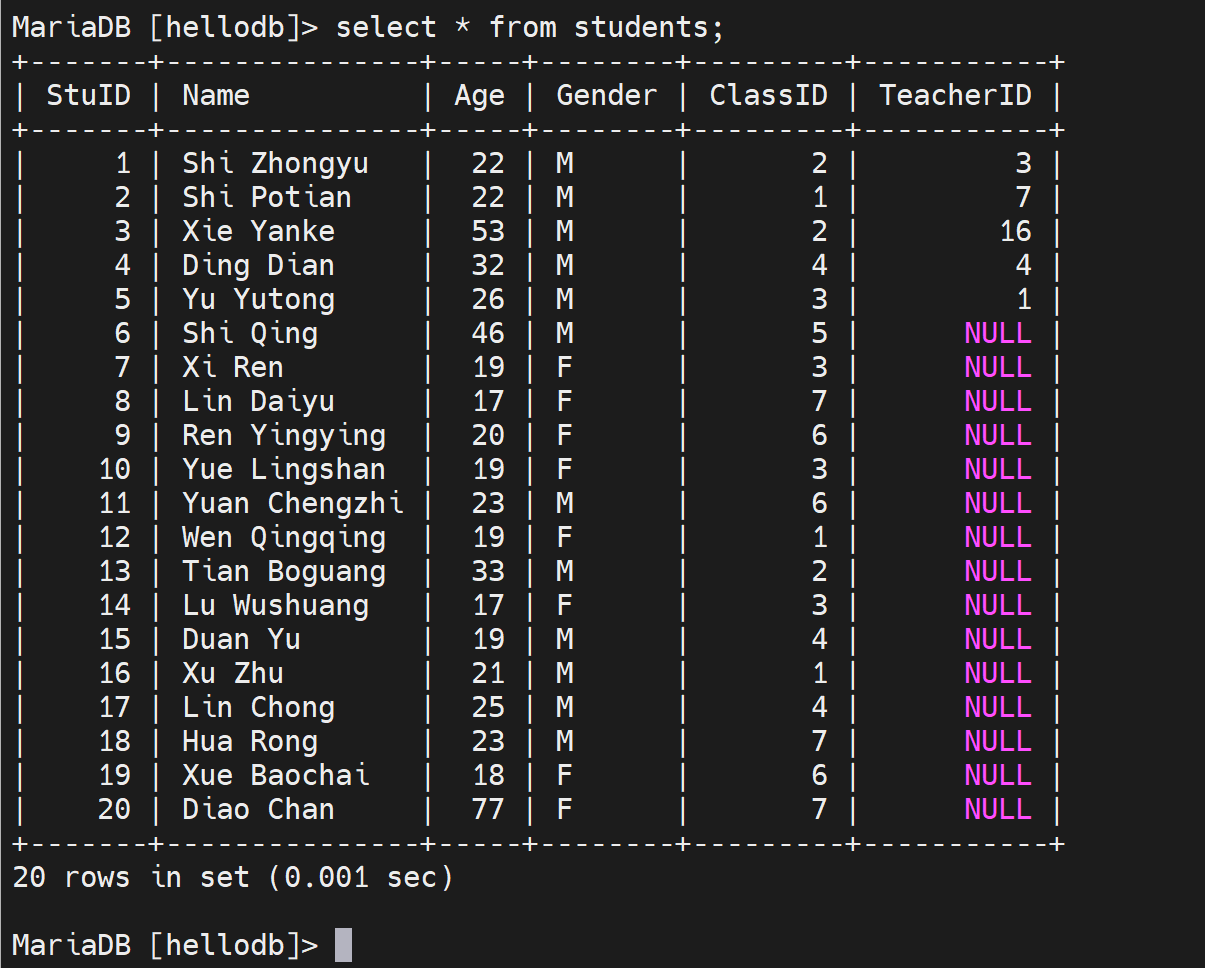 MariaDB [hellodb]> select * from students;
+-------+---------------+-----+--------+---------+-----------+
| StuID | Name          | Age | Gender | ClassID | TeacherID |
+-------+---------------+-----+--------+---------+-----------+
|     1 | Shi Zhongyu   |  22 | M      |       2 |         3 |
|     2 | Shi Potian    |  22 | M      |       1 |         7 |
|     3 | Xie Yanke     |  53 | M      |       2 |        16 |
|     4 | Ding Dian     |  32 | M      |       4 |         4 |
|     5 | Yu Yutong     |  26 | M      |       3 |         1 |
|     6 | Shi Qing      |  46 | M      |       5 |      NULL |
|     7 | Xi Ren        |  19 | F      |       3 |      NULL |
|     8 | Lin Daiyu     |  17 | F      |       7 |      NULL |
|     9 | Ren Yingying  |  20 | F      |       6 |      NULL |
|    10 | Yue Lingshan  |  19 | F      |       3 |      NULL |
|    11 | Yuan Chengzhi |  23 | M      |       6 |      NULL |
|    12 | Wen Qingqing  |  19 | F      |       1 |      NULL |
|    13 | Tian Boguang  |  33 | M      |       2 |      NULL |
|    14 | Lu Wushuang   |  17 | F      |       3 |      NULL |
|    15 | Duan Yu       |  19 | M      |       4 |      NULL |
|    16 | Xu Zhu        |  21 | M      |       1 |      NULL |
|    17 | Lin Chong     |  25 | M      |       4 |      NULL |
|    18 | Hua Rong      |  23 | M      |       7 |      NULL |
|    19 | Xue Baochai   |  18 | F      |       6 |      NULL |
|    20 | Diao Chan     |  77 | F      |       7 |      NULL |
+-------+---------------+-----+--------+---------+-----------+
20 rows in set (0.001 sec)
MariaDB [hellodb]>